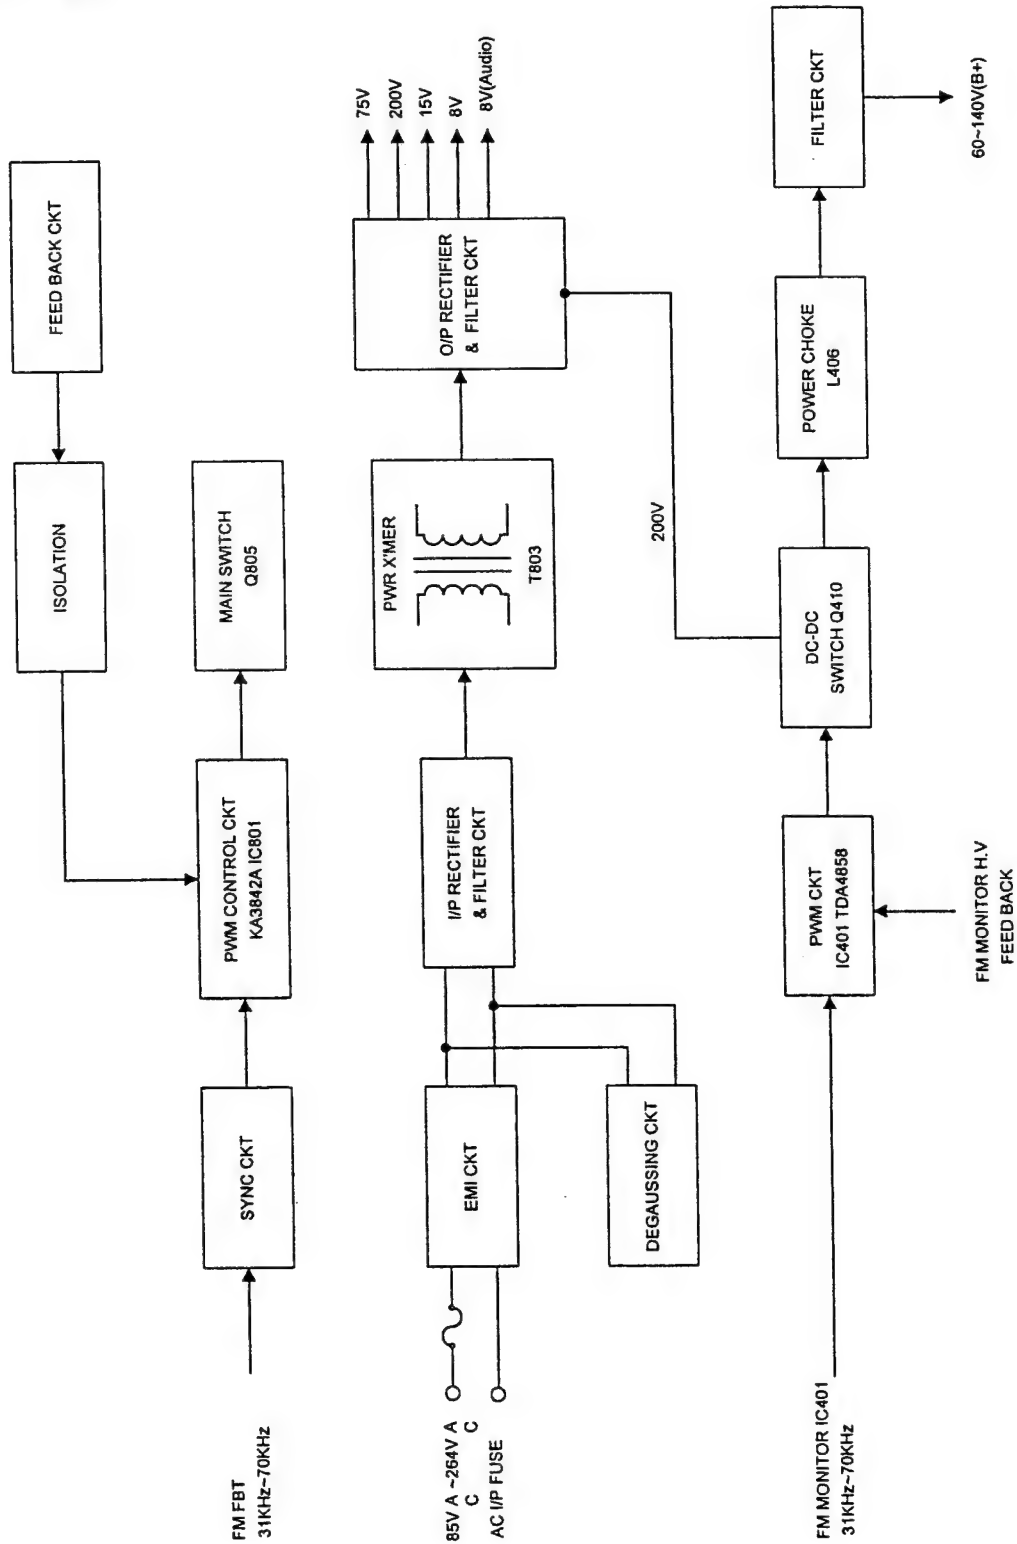 FEED BACK CKT
ISOLATION
MAIN SWITCH
Q805
PWM CONTROL CKT
KA3842A IC801
SYNC CKT
FM FBT
31KHz~70KHz
75V
200V
15V
8V
8V(Audio)
O/P RECTIFIER
& FILTER CKT
PWR X'MER
T803
I/P RECTIFIER
& FILTER CKT
EMI CKT
DEGAUSSING CKT
85V A ~264V A
C C
AC I/P FUSE
200V
FILTER CKT
60~140V(B+)
POWER CHOKE
L406
DC-DC
SWITCH Q410
PWM CKT
IC401 TDA4858
FM MONITOR H.V
FEED BACK
FM MONITOR IC401
31KHz~70KHz